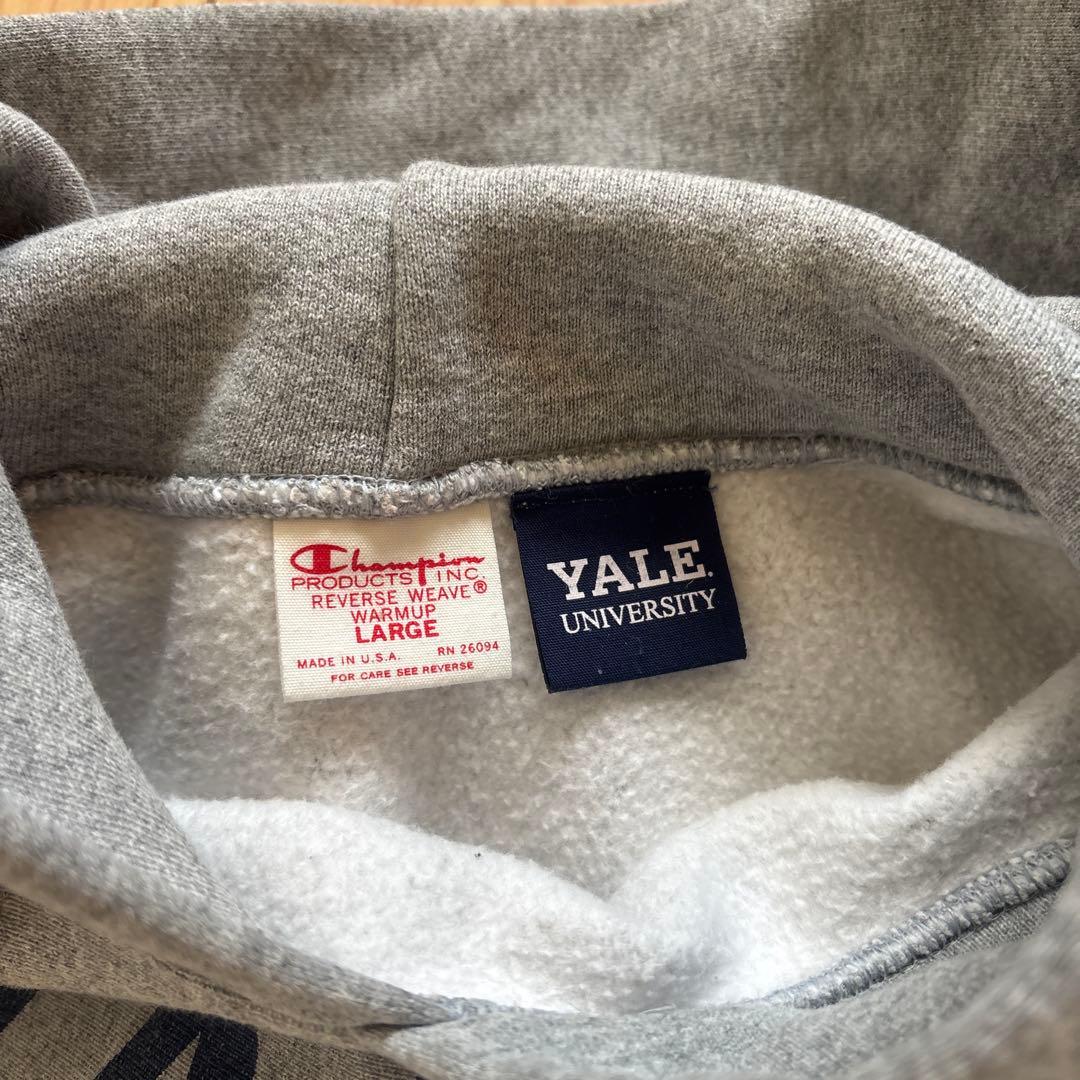 Champion
PRODUCTS INC.
REVERSE WEAVE®
WARMUP
LARGE
MADE IN U.S.A. RN 26094
FOR CARE SEE REVERSE
YALE.
UNIVERSITY